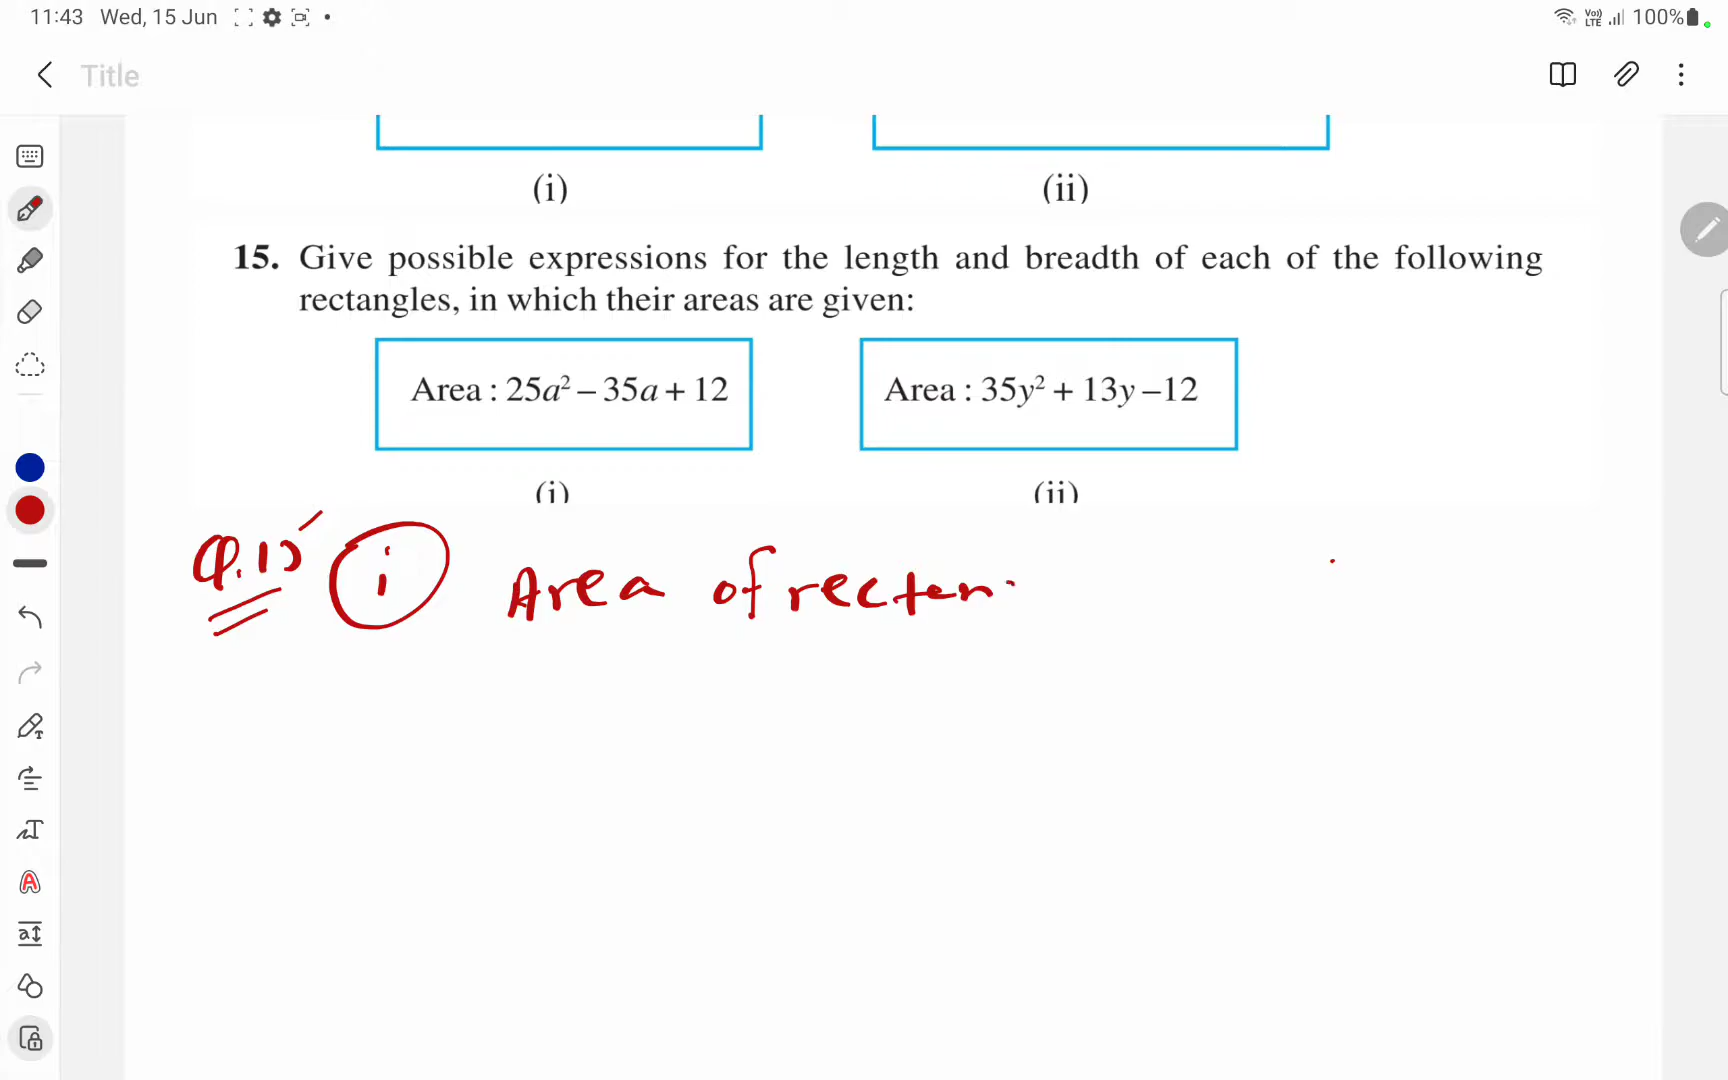 11:43 Wed, 15 Jun 100%
Title
(i) (ii)
15. Give possible expressions for the length and breadth of each of the following
rectangles, in which their areas are given:
Area : 25a² – 35a + 12 Area : 35y² + 13y –12
(i) (ii)
Q.15 i Area of rectan